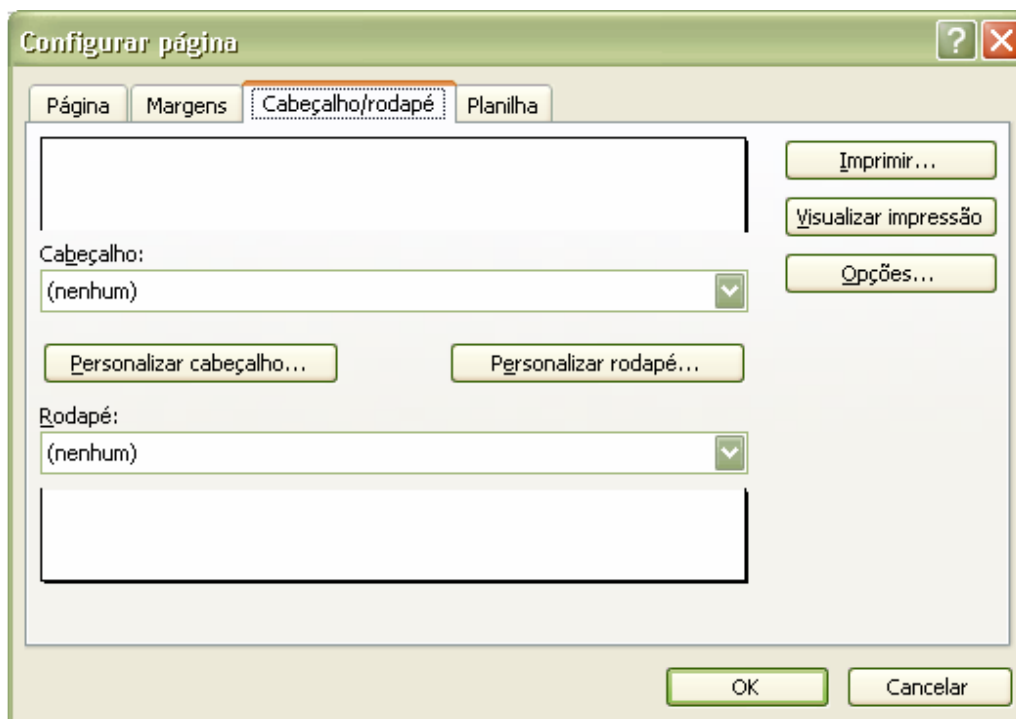 Configurar página
Página Margens Cabeçalho/rodapé Planilha
Imprimir...
Visualizar impressão
Opções...
Cabeçalho:
(nenhum)
Personalizar cabeçalho... Personalizar rodapé...
Rodapé:
(nenhum)
OK Cancelar